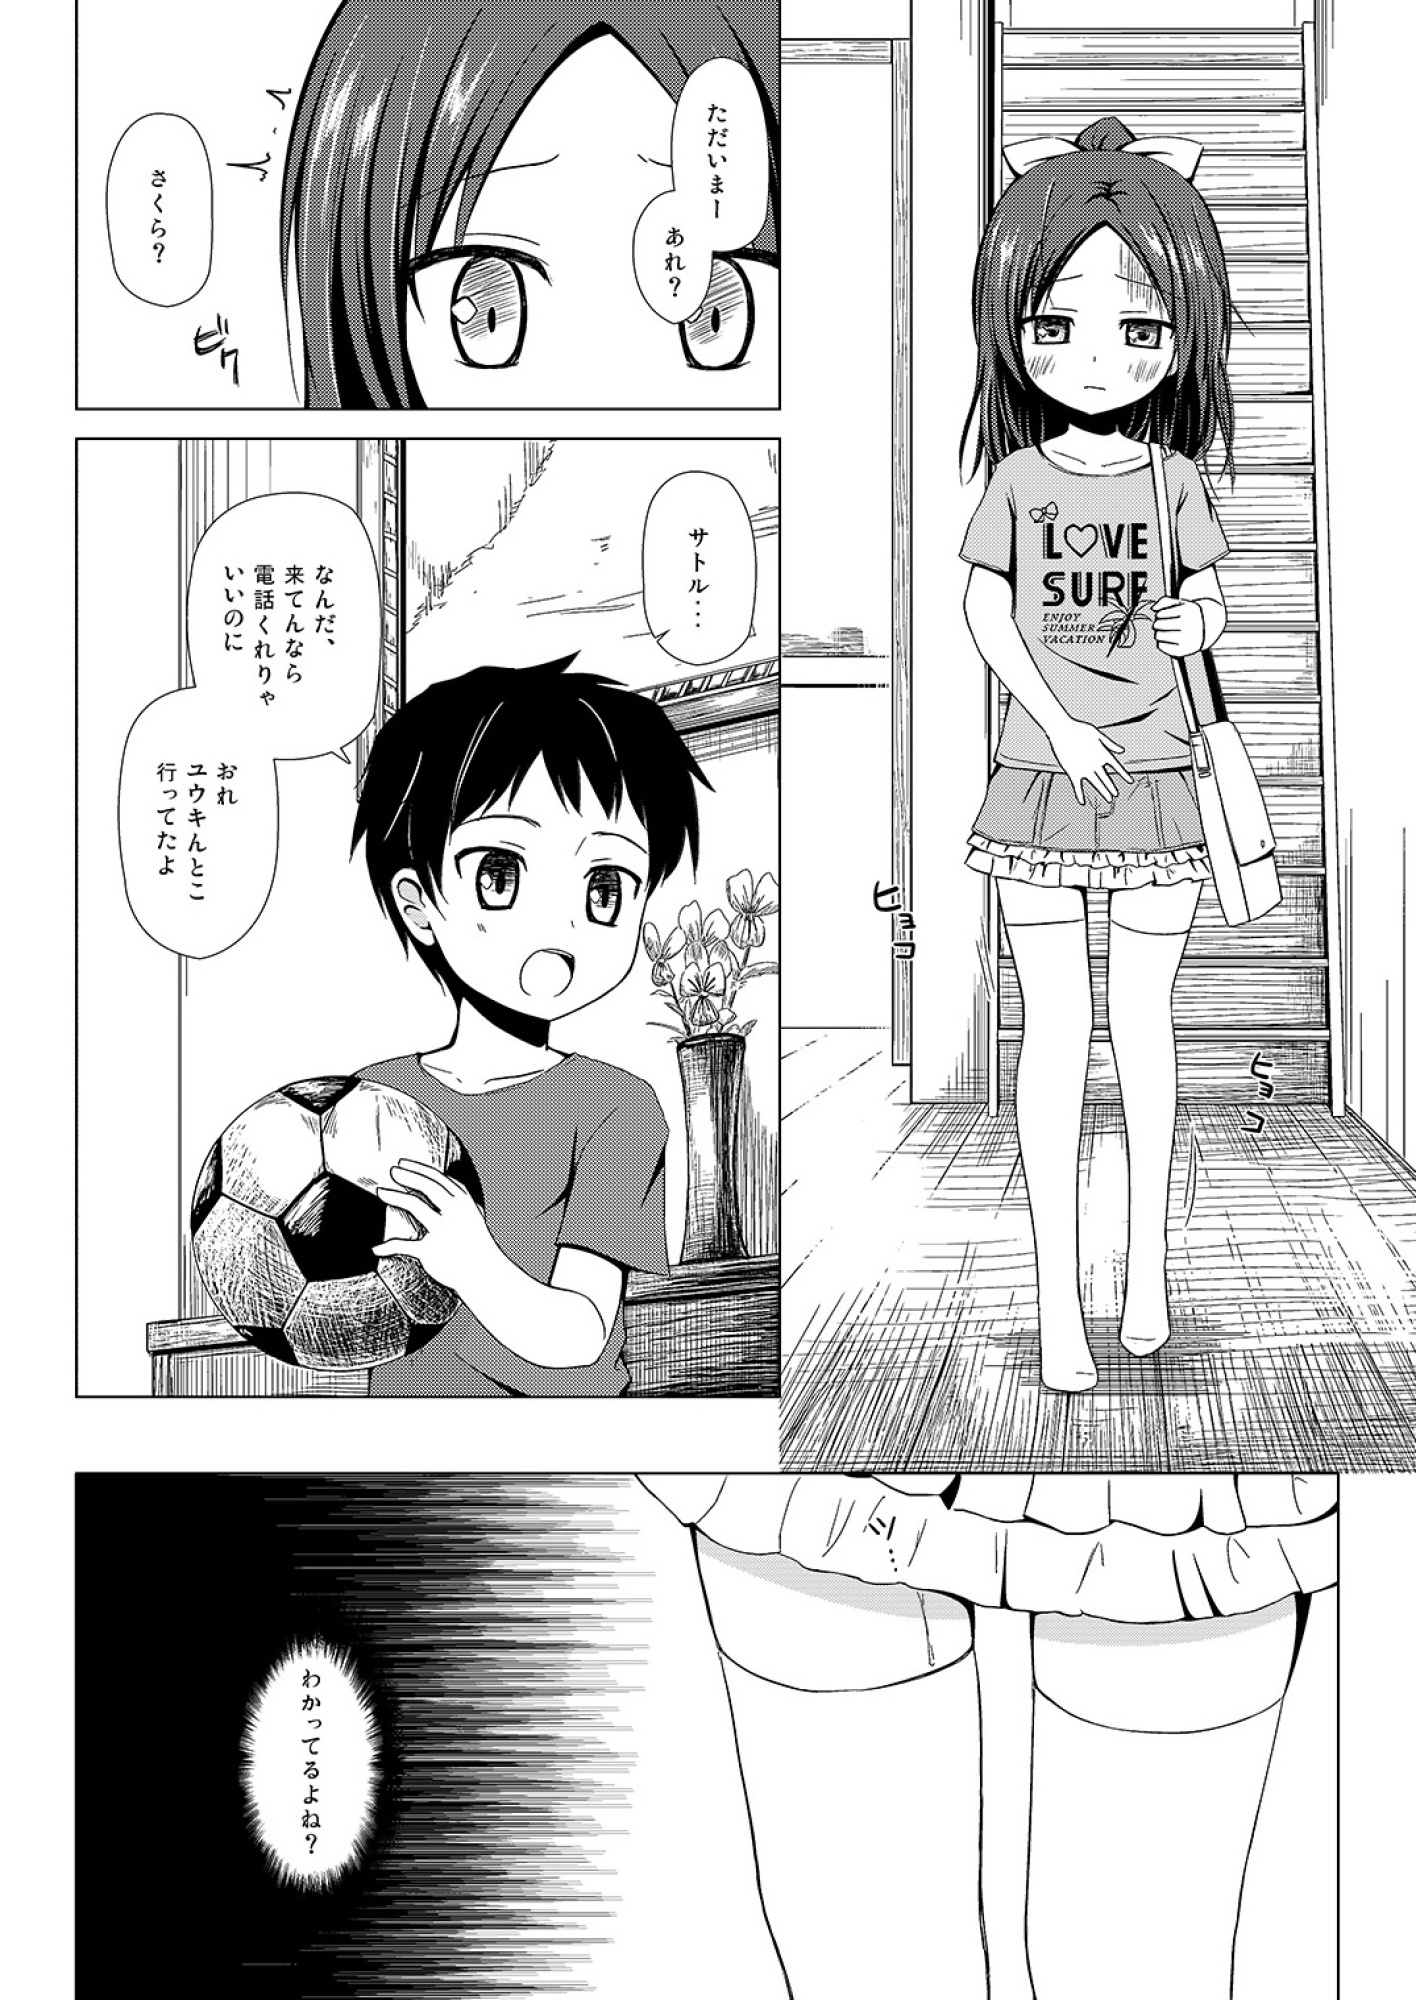 LOVE
SURF
ENJOY
SUMMER
VACATION
ヒョコ
ヒョコ
ただいまー
あれ?
さくら?
ビク
サトル・・・
なんだ、
来てんなら
電話くれりゃ
いいのに
おれ
ユウキんとこ
行ってたよ
ツ…
わかってるよね?